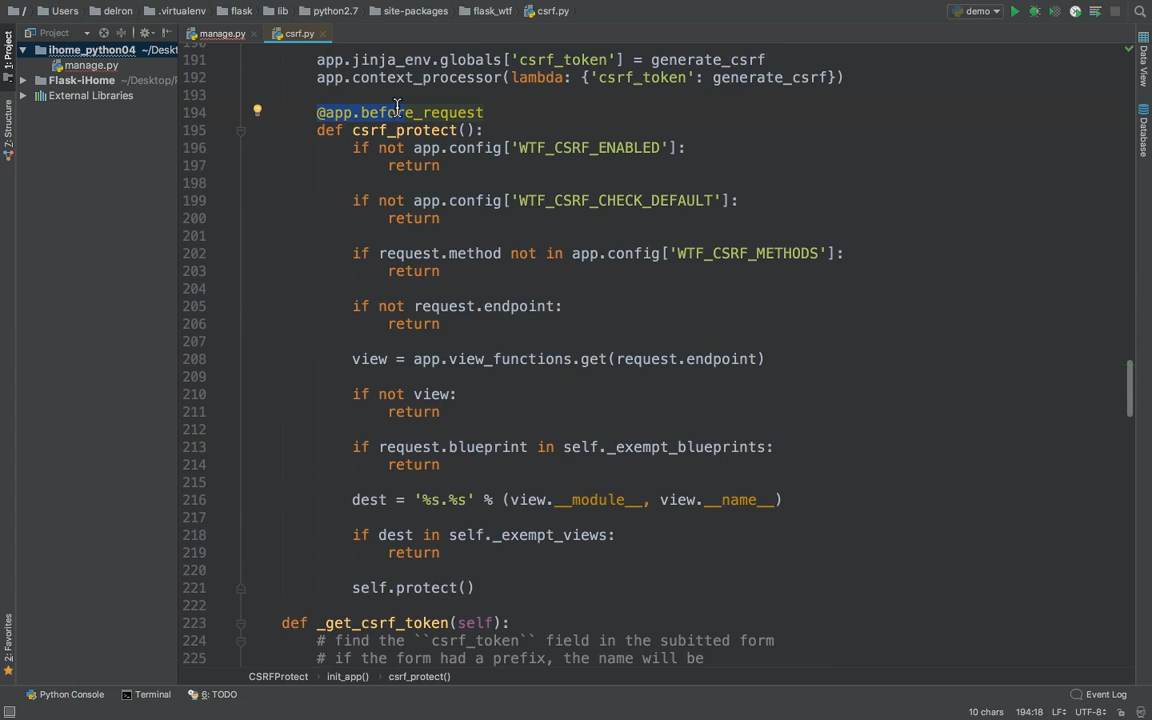 / Users delron .virtualenv flask lib python2.7 site-packages flask_wtf csrf.py demo
Project manage.py csrf.py
1: Project
ihome_python04 ~/Deskt
manage.py
Flask-iHome ~/Desktop/F
External Libraries
Z: Structure
2: Favorites
Data View
Database
190
191 app.jinja_env.globals['csrf_token'] = generate_csrf
192 app.context_processor(lambda: {'csrf_token': generate_csrf})
193
194 @app.before_request
195 def csrf_protect():
196 if not app.config['WTF_CSRF_ENABLED']:
197 return
198
199 if not app.config['WTF_CSRF_CHECK_DEFAULT']:
200 return
201
202 if request.method not in app.config['WTF_CSRF_METHODS']:
203 return
204
205 if not request.endpoint:
206 return
207
208 view = app.view_functions.get(request.endpoint)
209
210 if not view:
211 return
212
213 if request.blueprint in self._exempt_blueprints:
214 return
215
216 dest = '%s.%s' % (view.__module__, view.__name__)
217
218 if dest in self._exempt_views:
219 return
220
221 self.protect()
222
223 def _get_csrf_token(self):
224 # find the ``csrf_token`` field in the subitted form
225 # if the form had a prefix, the name will be
CSRFProtect init_app() csrf_protect()
Python Console Terminal 6: TODO Event Log
10 chars 194:18 LF UTF-8